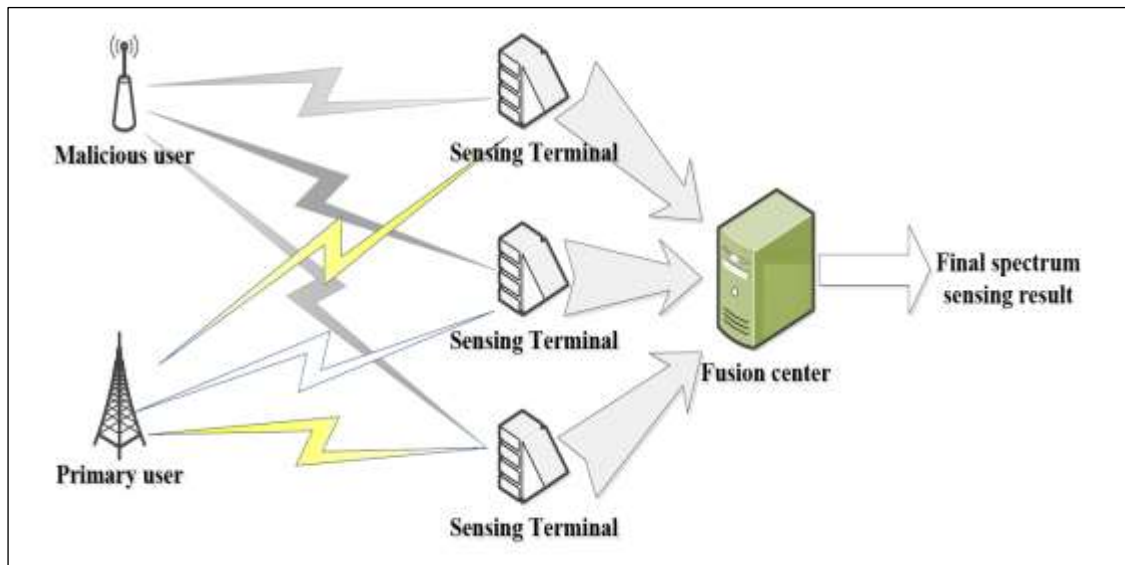 Malicious user
Sensing Terminal
Sensing Terminal
Final spectrum
sensing result
Fusion center
Primary user
Sensing Terminal